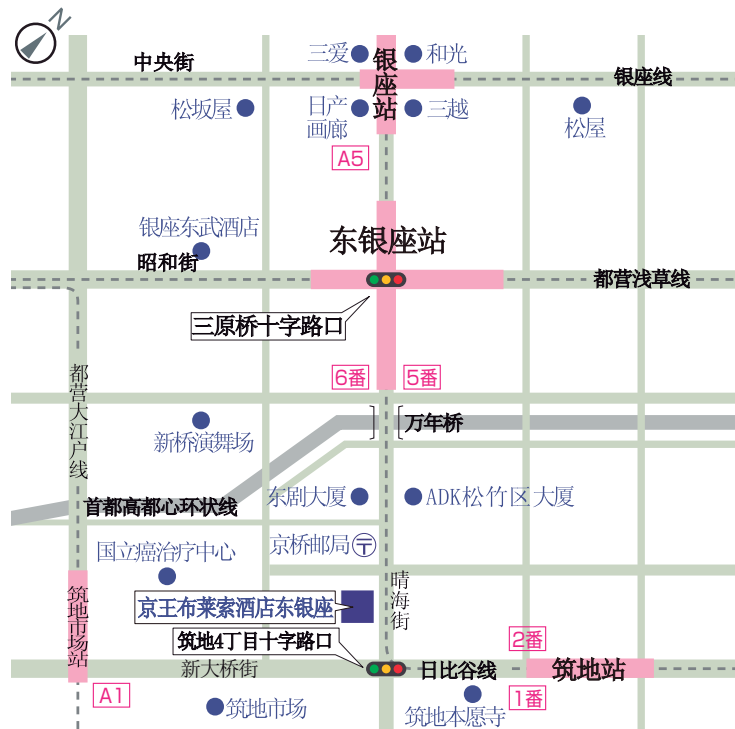 N
三爱
和光
银座站
中央街
银座线
松坂屋
日产
画廊
三越
松屋
A5
银座东武酒店
东银座站
昭和街
都营浅草线
三原桥十字路口
6番
5番
都营大江户线
万年桥
新桥演舞场
东剧大厦
ADK松竹区大厦
首都高都心环状线
京桥邮局
〒
国立癌治疗中心
晴海街
京王布莱索酒店东银座
筑地市场站
筑地4丁目十字路口
2番
新大桥街
日比谷线
筑地站
A1
1番
筑地市场
筑地本愿寺